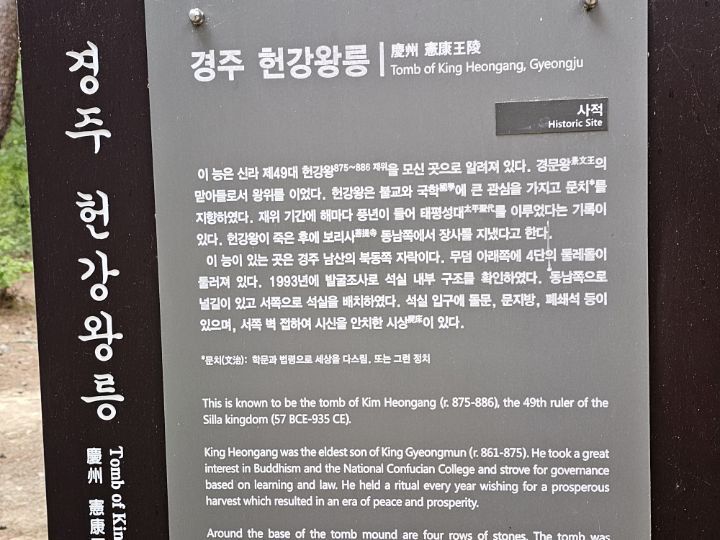 경주 헌강왕릉
慶州 憲康王
Tomb of Kin
경주 헌강왕릉 慶州 憲康王陵
Tomb of King Heongang, Gyeongju
사적
Historic Site
이 능은 신라 제49대 헌강왕875~886 재위을 모신 곳으로 알려져 있다. 경문왕景文王의
맏아들로서 왕위를 이었다. 헌강왕은 불교와 국학國學에 큰 관심을 가지고 문치*를
지향하였다. 재위 기간에 해마다 풍년이 들어 태평성대太平聖代를 이루었다는 기록이
있다. 헌강왕이 죽은 후에 보리사菩提寺 동남쪽에서 장사를 지냈다고 한다.
이 능이 있는 곳은 경주 남산의 북동쪽 자락이다. 무덤 아래쪽에 4단의 둘레돌이
둘러져 있다. 1993년에 발굴조사로 석실 내부 구조를 확인하였다. 동남쪽으로
널길이 있고 서쪽으로 석실을 배치하였다. 석실 입구에 돌문, 문지방, 폐쇄석 등이
있으며, 서쪽 벽 접하여 시신을 안치한 시상屍床이 있다.
*문치(文治): 학문과 법령으로 세상을 다스림. 또는 그런 정치
This is known to be the tomb of Kim Heongang (r. 875-886), the 49th ruler of the
Silla kingdom (57 BCE-935 CE).
King Heongang was the eldest son of King Gyeongmun (r. 861-875). He took a great
interest in Buddhism and the National Confucian College and strove for governance
based on learning and law. He held a ritual every year wishing for a prosperous
harvest which resulted in an era of peace and prosperity.
Around the base of the tomb mound are four rows of stones. The tomb was